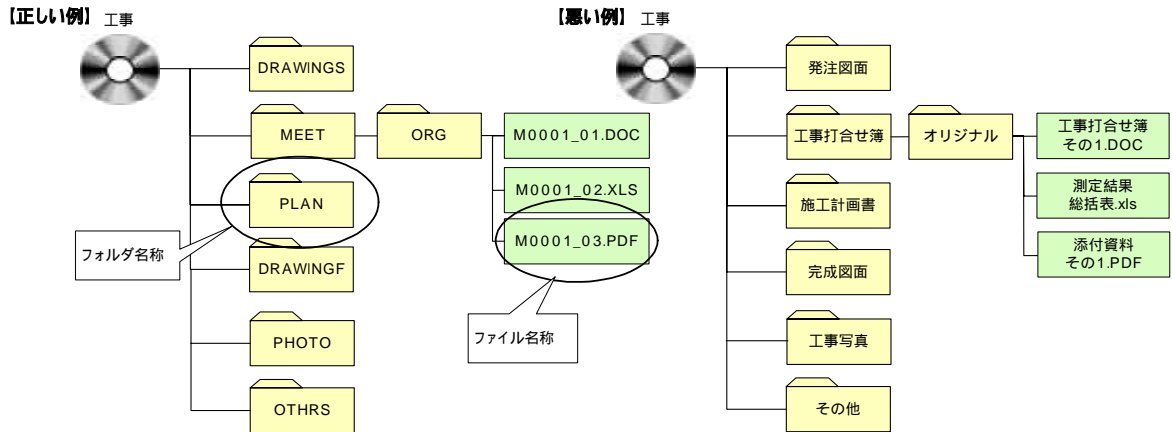 【正しい例】 工事
DRAWINGS
MEET
ORG
M0001_01.DOC
M0001_02.XLS
PLAN
M0001_03.PDF
フォルダ名称
DRAWINGF
ファイル名称
PHOTO
OTHRS
【悪い例】 工事
発注図面
工事打合せ簿
オリジナル
工事打合せ簿
その1.DOC
測定結果
総括表.xls
施工計画書
添付資料
その1.PDF
完成図面
工事写真
その他